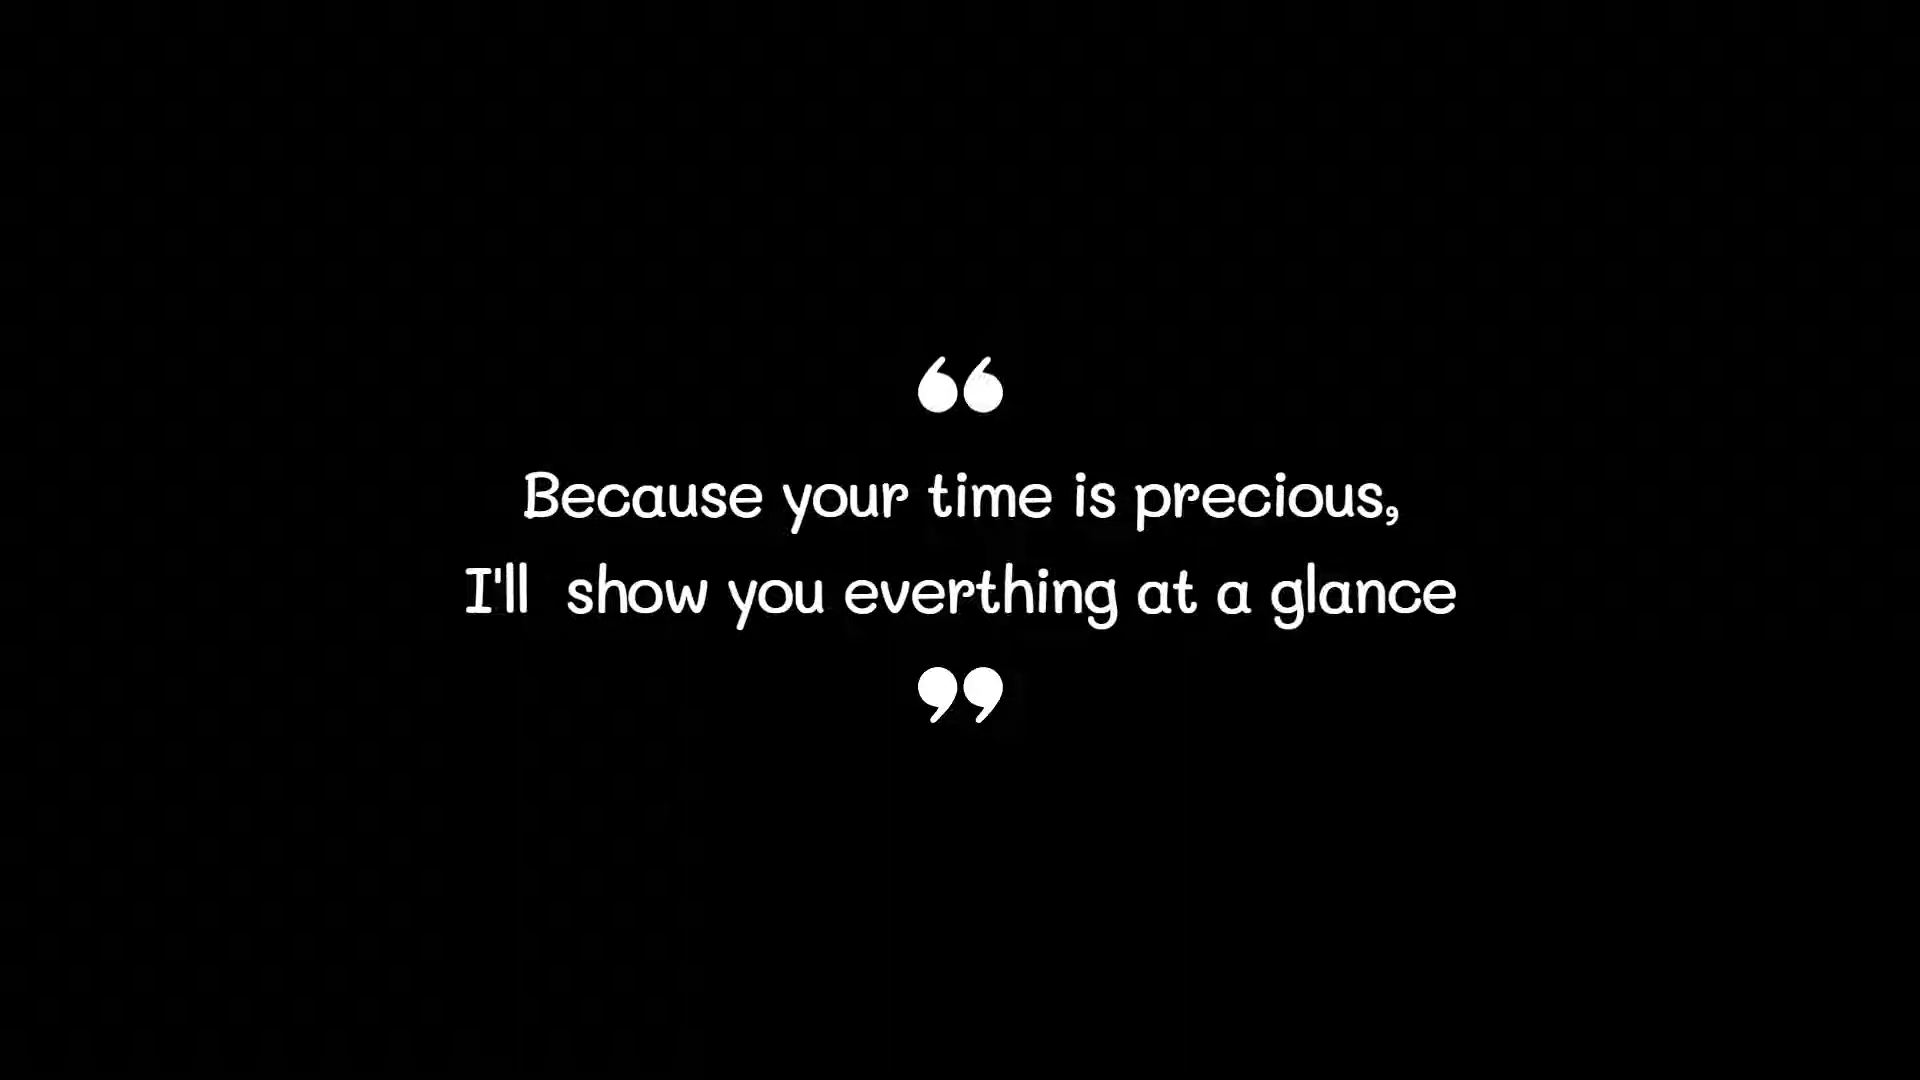 “
Because your time is precious,
I'll  show you everthing at a glance
”